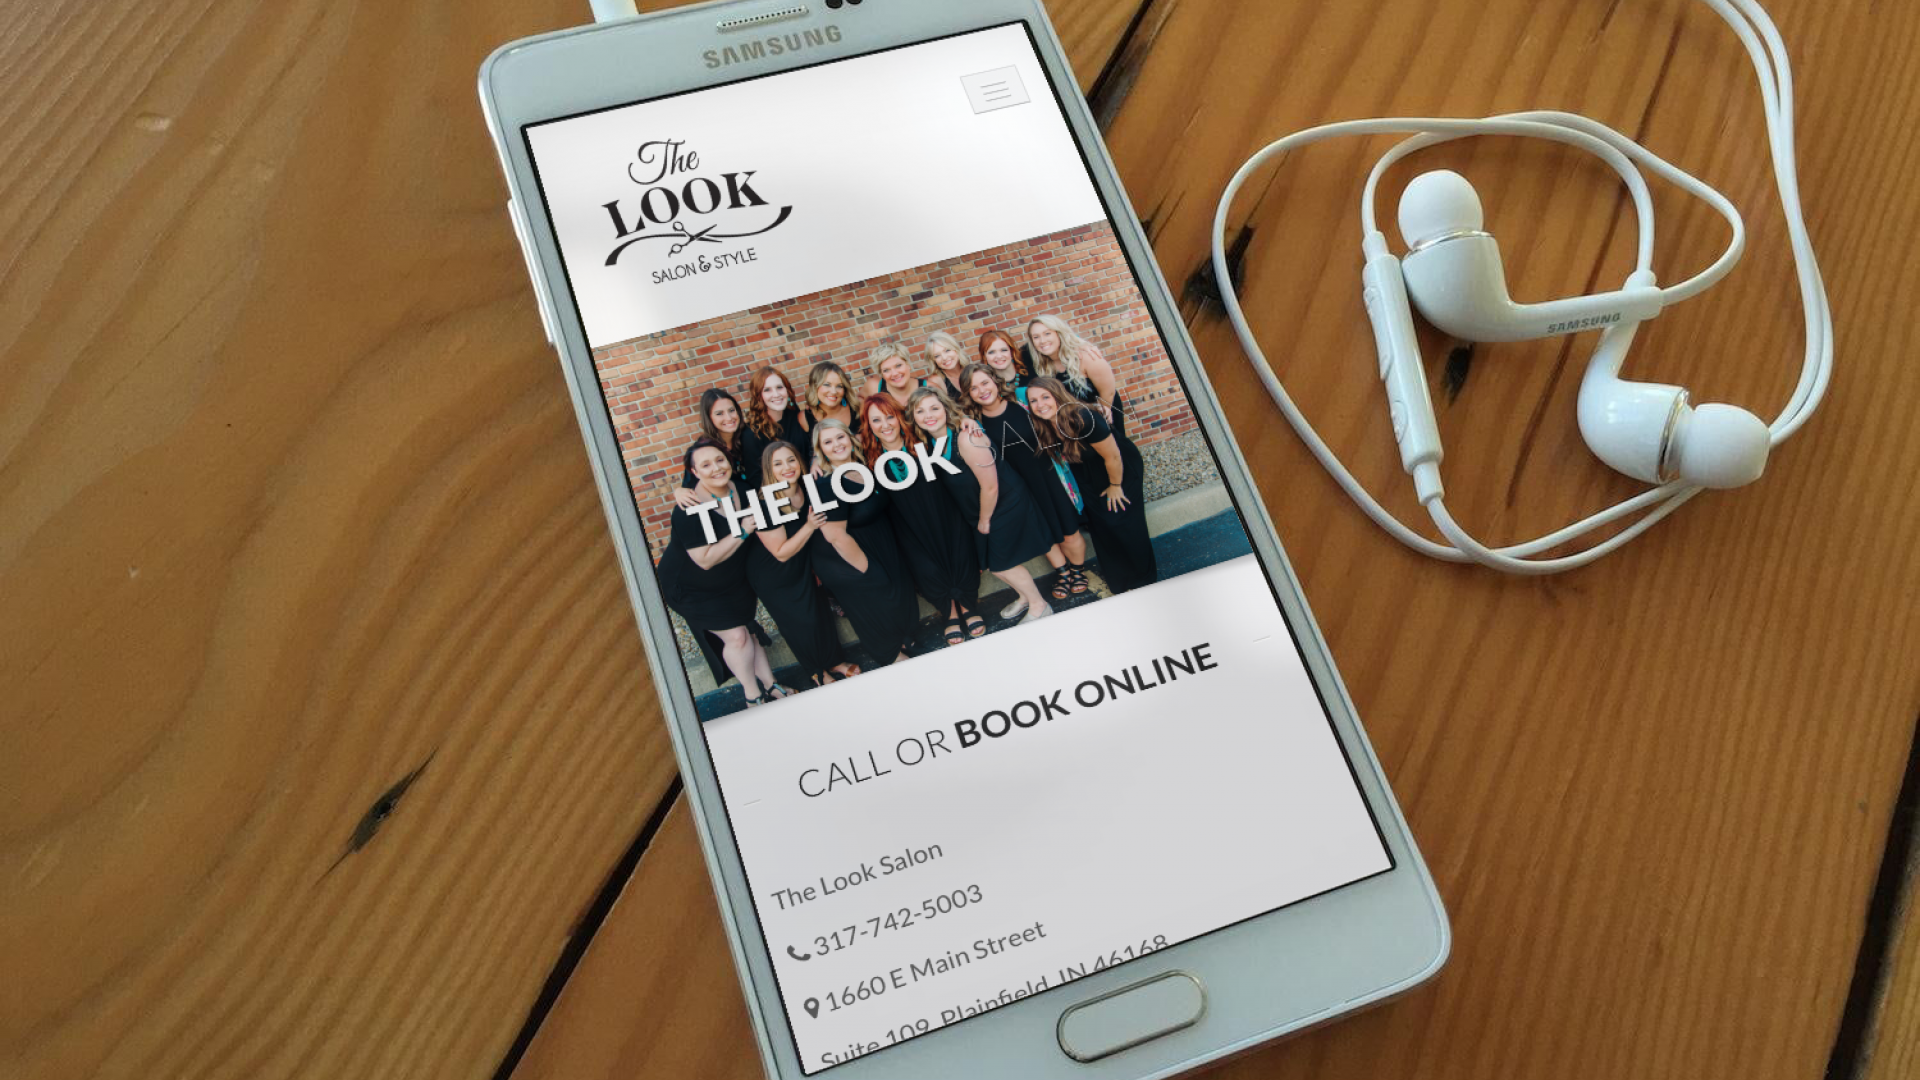 SAMSUNG
The
LOOK
SALON & STYLE
THE LOOK SALON
CALL OR BOOK ONLINE
The Look Salon
317-742-5003
1660 E Main Street
Suite 109, Plainfield, IN 46168
SAMSUNG